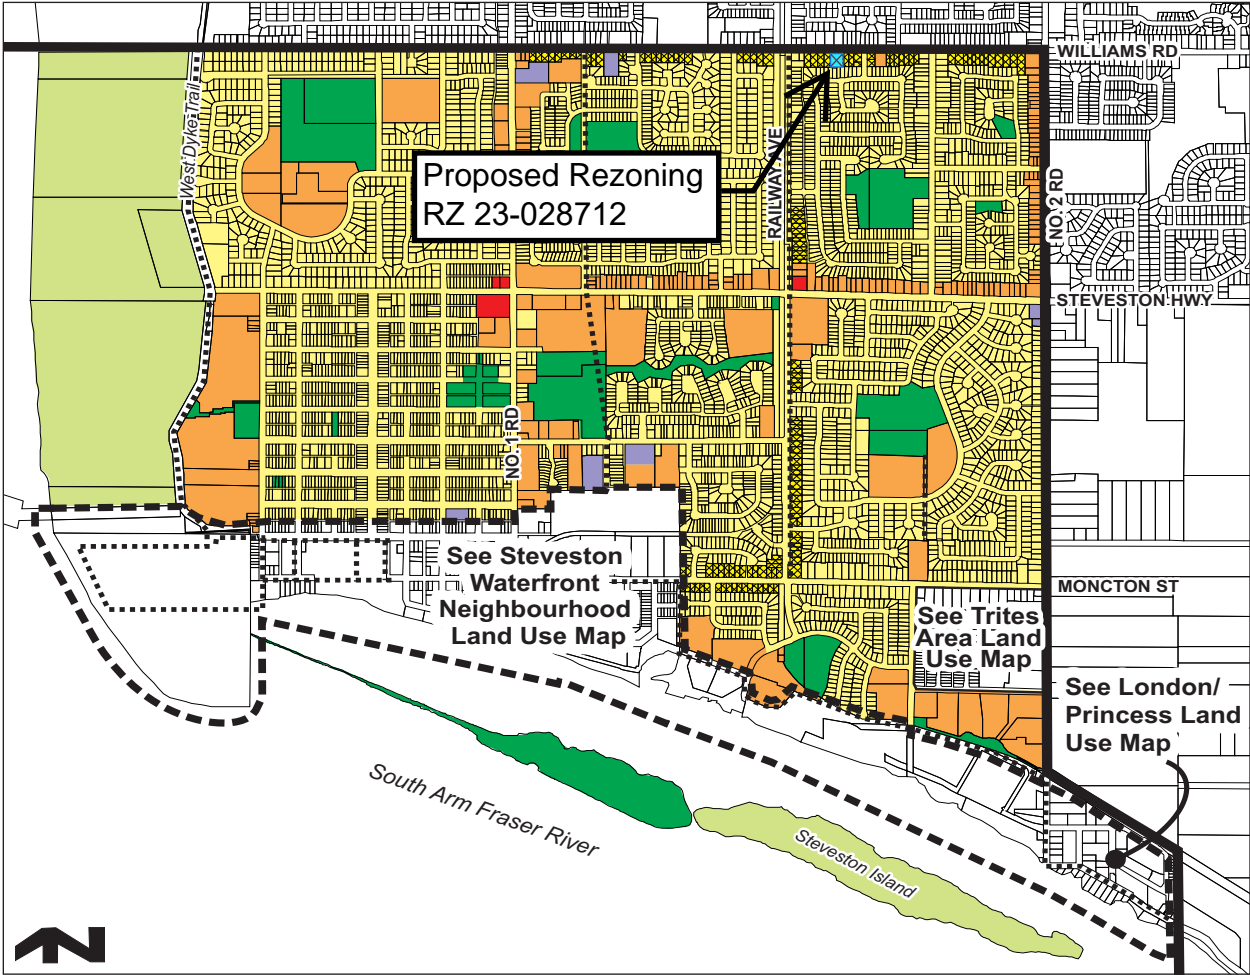 WILLIAMS RD
West Dyke Trail
Proposed Rezoning
RZ 23-028712
RAILWAY AVE
NO. 2 RD
STEVESTON HWY
NO. 1 RD
See Steveston
Waterfront
Neighbourhood
Land Use Map
MONCTON ST
See Trites
Area Land
Use Map
See London/
Princess Land
Use Map
South Arm Fraser River
Steveston Island